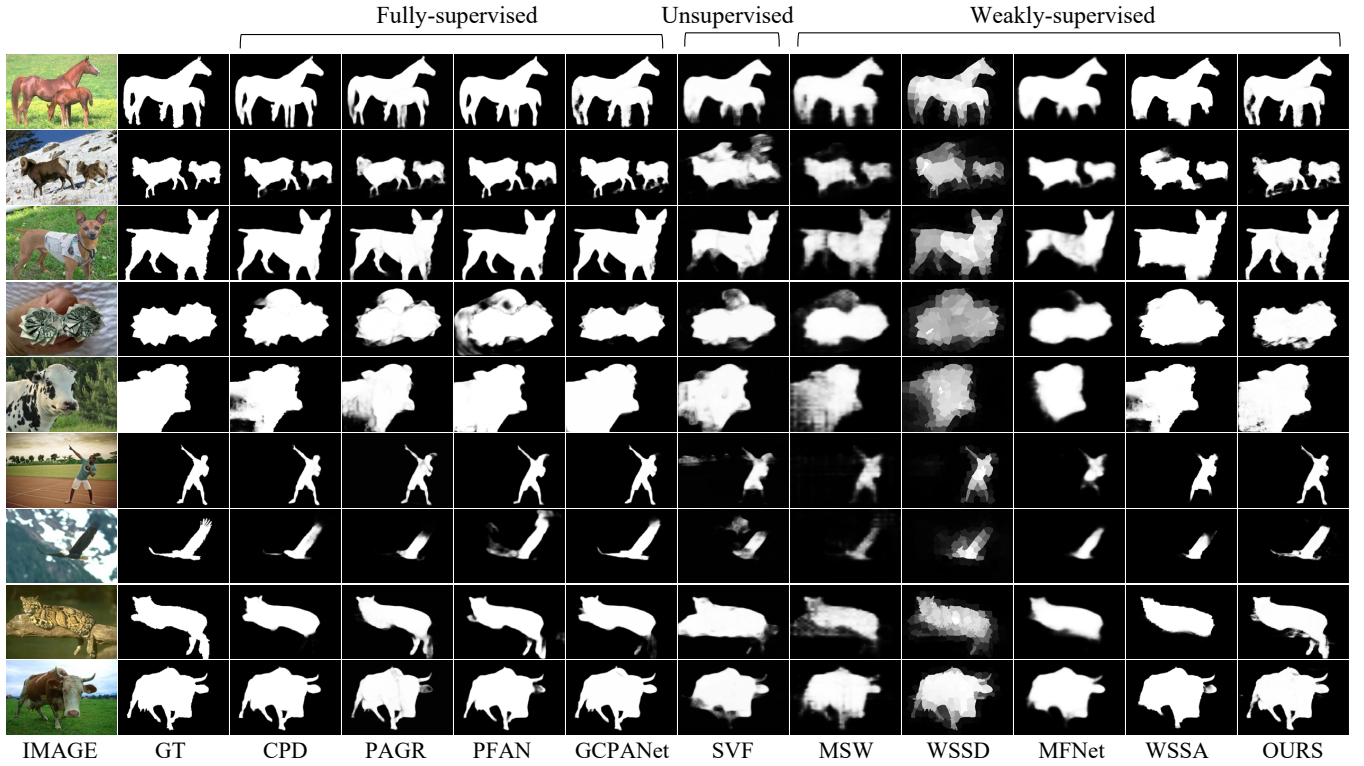 Fully-supervised Unsupervised Weakly-supervised
IMAGE GT CPD PAGR PFAN GCPANet SVF MSW WSSD MFNet WSSA OURS